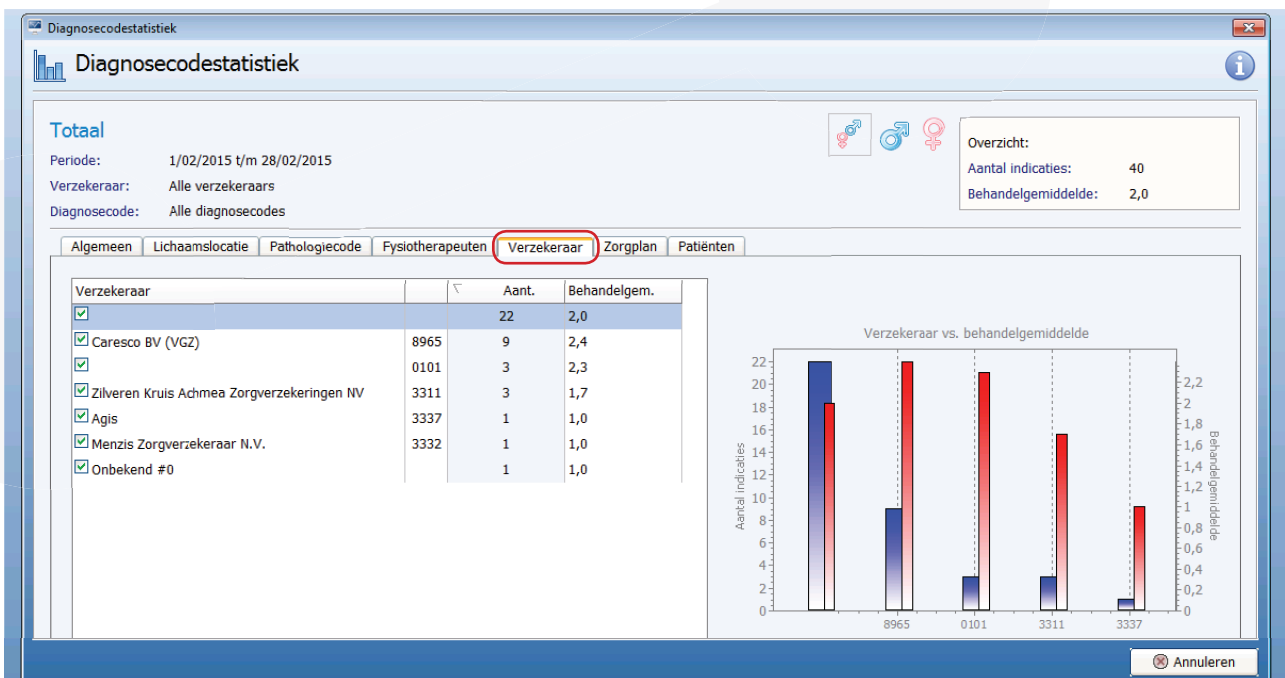 Diagnosecodestatistiek
Diagnosecodestatistiek
Totaal
Periode: 1/02/2015 t/m 28/02/2015
Verzekeraar: Alle verzekeraars
Diagnosecode: Alle diagnosecodes
Overzicht:
Aantal indicaties: 40
Behandelgemiddelde: 2,0
Algemeen Lichaamslocatie Pathologiecode Fysiotherapeuten Verzekeraar Zorgplan Patiënten
Verzekeraar Aant. Behandelgem.
22 2,0
Caresco BV (VGZ) 8965 9 2,4
0101 3 2,3
Zilveren Kruis Achmea Zorgverzekeringen NV 3311 3 1,7
Agis 3337 1 1,0
Menzis Zorgverzekeraar N.V. 3332 1 1,0
Onbekend #0 1 1,0
Verzekeraar vs. behandelgemiddelde
Aantal indicaties
22
20
18
16
14
12
10
8
6
4
2
0
8965 0101 3311 3337
2,2
2
1,8
1,6
1,4
1,2
1
0,8
0,6
0,4
0,2
0
Behandelgemiddelde
Annuleren